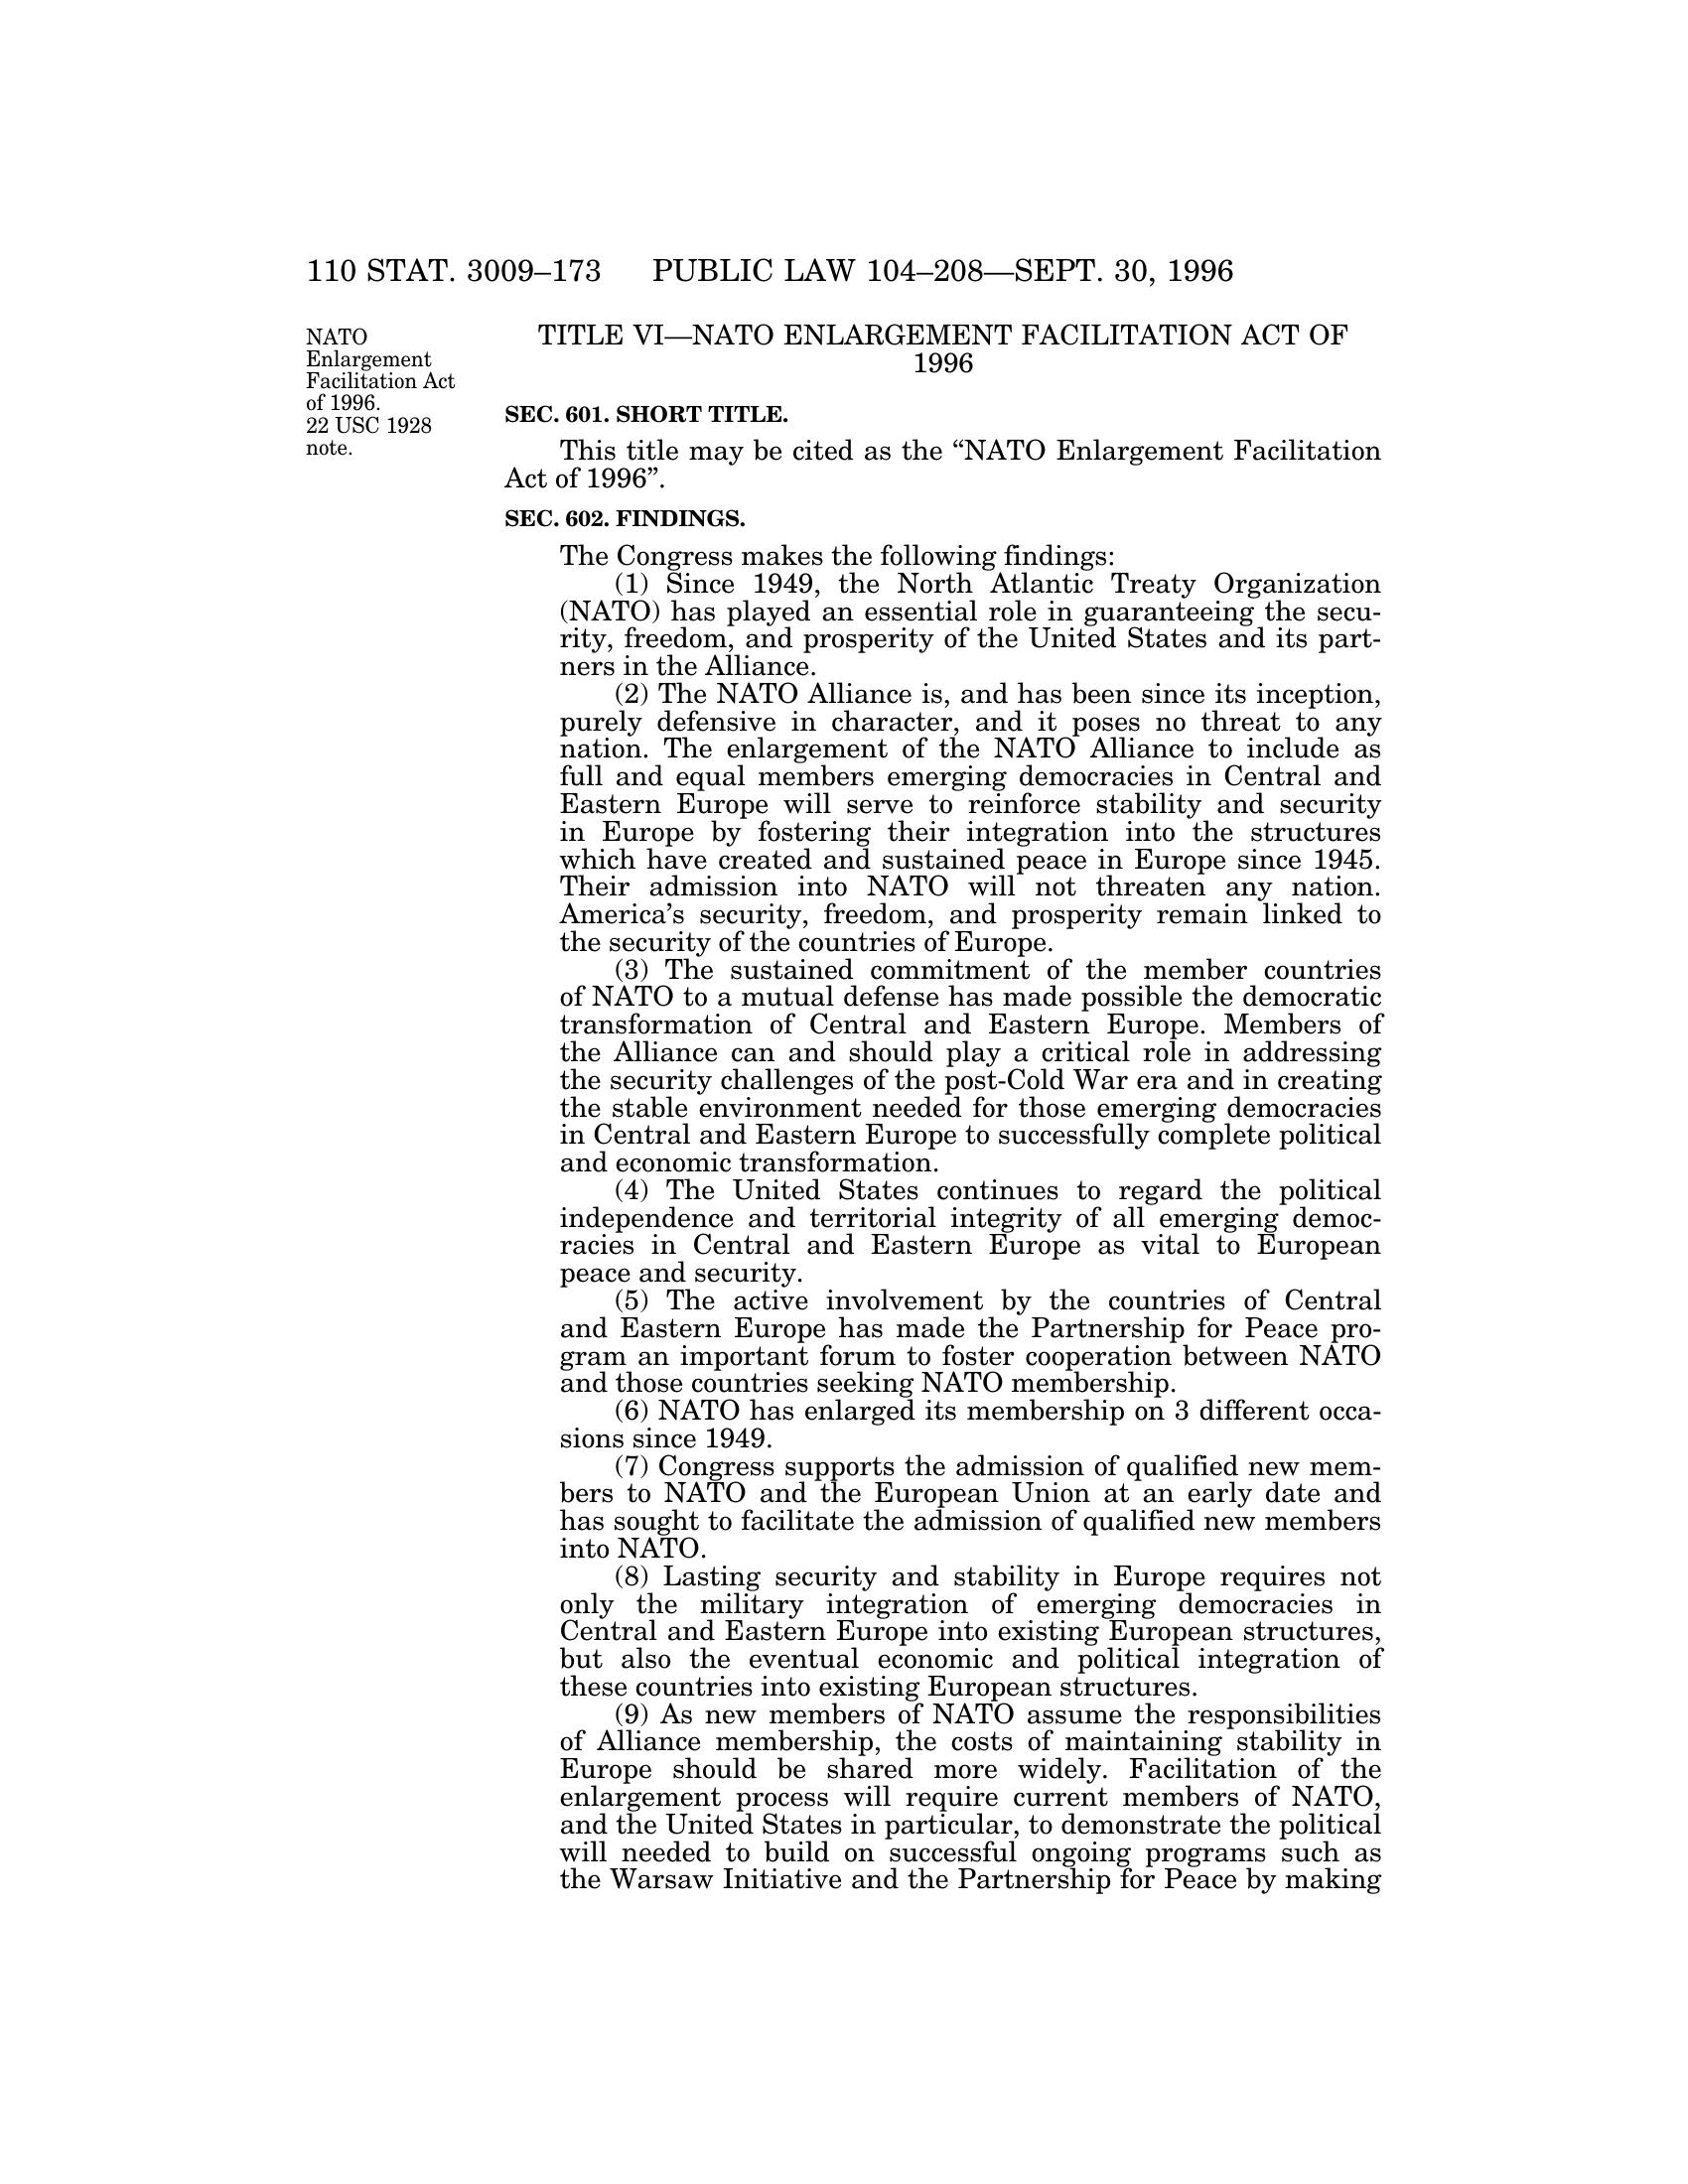 110 STAT. 3009–173 PUBLIC LAW 104–208—SEPT. 30, 1996
NATO
Enlargement
Facilitation Act
of 1996.
22 USC 1928
note.
TITLE VI—NATO ENLARGEMENT FACILITATION ACT OF
1996
SEC. 601. SHORT TITLE.
This title may be cited as the “NATO Enlargement Facilitation
Act of 1996”.
SEC. 602. FINDINGS.
The Congress makes the following findings:
(1) Since 1949, the North Atlantic Treaty Organization
(NATO) has played an essential role in guaranteeing the secu-
rity, freedom, and prosperity of the United States and its part-
ners in the Alliance.
(2) The NATO Alliance is, and has been since its inception,
purely defensive in character, and it poses no threat to any
nation. The enlargement of the NATO Alliance to include as
full and equal members emerging democracies in Central and
Eastern Europe will serve to reinforce stability and security
in Europe by fostering their integration into the structures
which have created and sustained peace in Europe since 1945.
Their admission into NATO will not threaten any nation.
America’s security, freedom, and prosperity remain linked to
the security of the countries of Europe.
(3) The sustained commitment of the member countries
of NATO to a mutual defense has made possible the democratic
transformation of Central and Eastern Europe. Members of
the Alliance can and should play a critical role in addressing
the security challenges of the post-Cold War era and in creating
the stable environment needed for those emerging democracies
in Central and Eastern Europe to successfully complete political
and economic transformation.
(4) The United States continues to regard the political
independence and territorial integrity of all emerging democ-
racies in Central and Eastern Europe as vital to European
peace and security.
(5) The active involvement by the countries of Central
and Eastern Europe has made the Partnership for Peace pro-
gram an important forum to foster cooperation between NATO
and those countries seeking NATO membership.
(6) NATO has enlarged its membership on 3 different occa-
sions since 1949.
(7) Congress supports the admission of qualified new mem-
bers to NATO and the European Union at an early date and
has sought to facilitate the admission of qualified new members
into NATO.
(8) Lasting security and stability in Europe requires not
only the military integration of emerging democracies in
Central and Eastern Europe into existing European structures,
but also the eventual economic and political integration of
these countries into existing European structures.
(9) As new members of NATO assume the responsibilities
of Alliance membership, the costs of maintaining stability in
Europe should be shared more widely. Facilitation of the
enlargement process will require current members of NATO,
and the United States in particular, to demonstrate the political
will needed to build on successful ongoing programs such as
the Warsaw Initiative and the Partnership for Peace by making